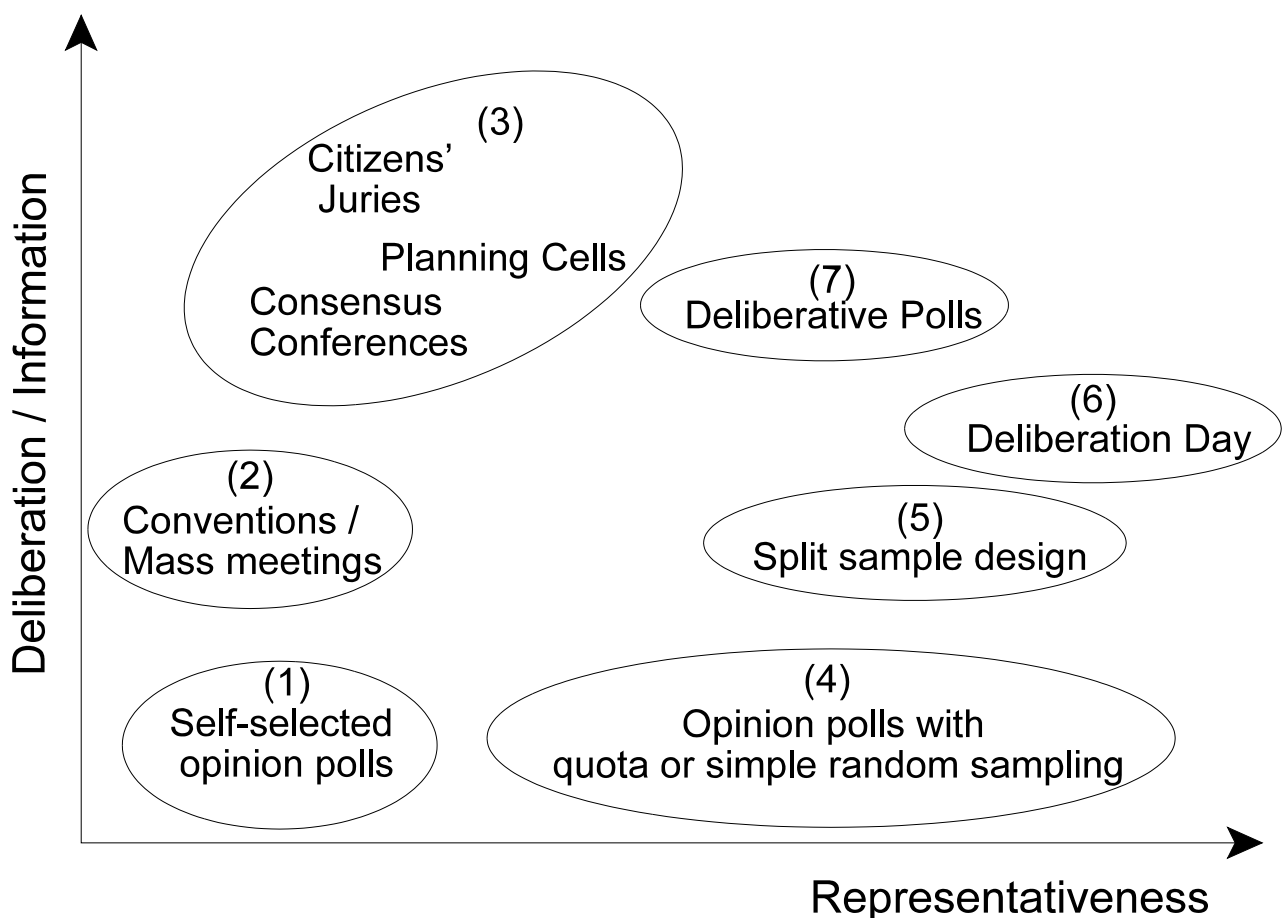 Deliberation / Information
(3)
Citizens’
Juries
Planning Cells
Consensus
Conferences
(7)
Deliberative Polls
(6)
Deliberation Day
(2)
Conventions /
Mass meetings
(5)
Split sample design
(1)
Self-selected
opinion polls
(4)
Opinion polls with
quota or simple random sampling
Representativeness